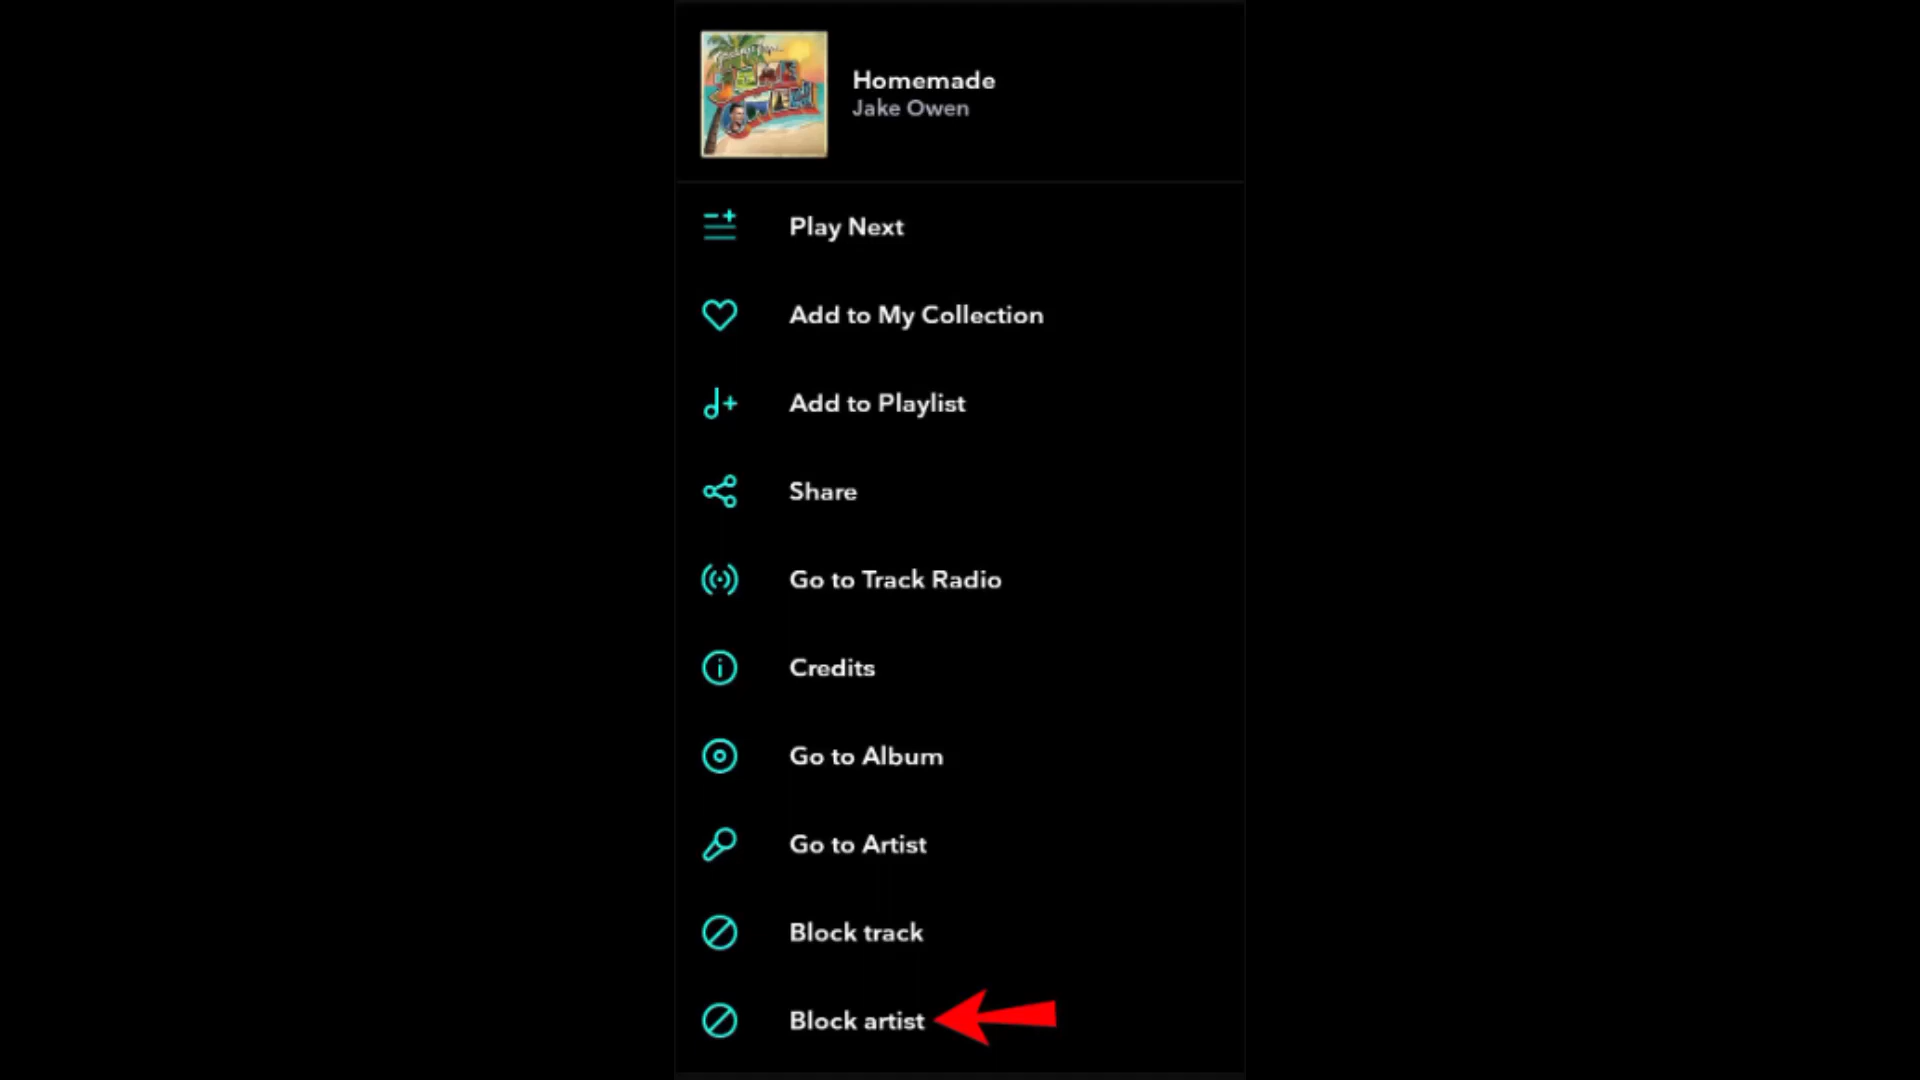 Homemade
Jake Owen
Play Next
Add to My Collection
Add to Playlist
Share
Go to Track Radio
Credits
Go to Album
Go to Artist
Block track
Block artist